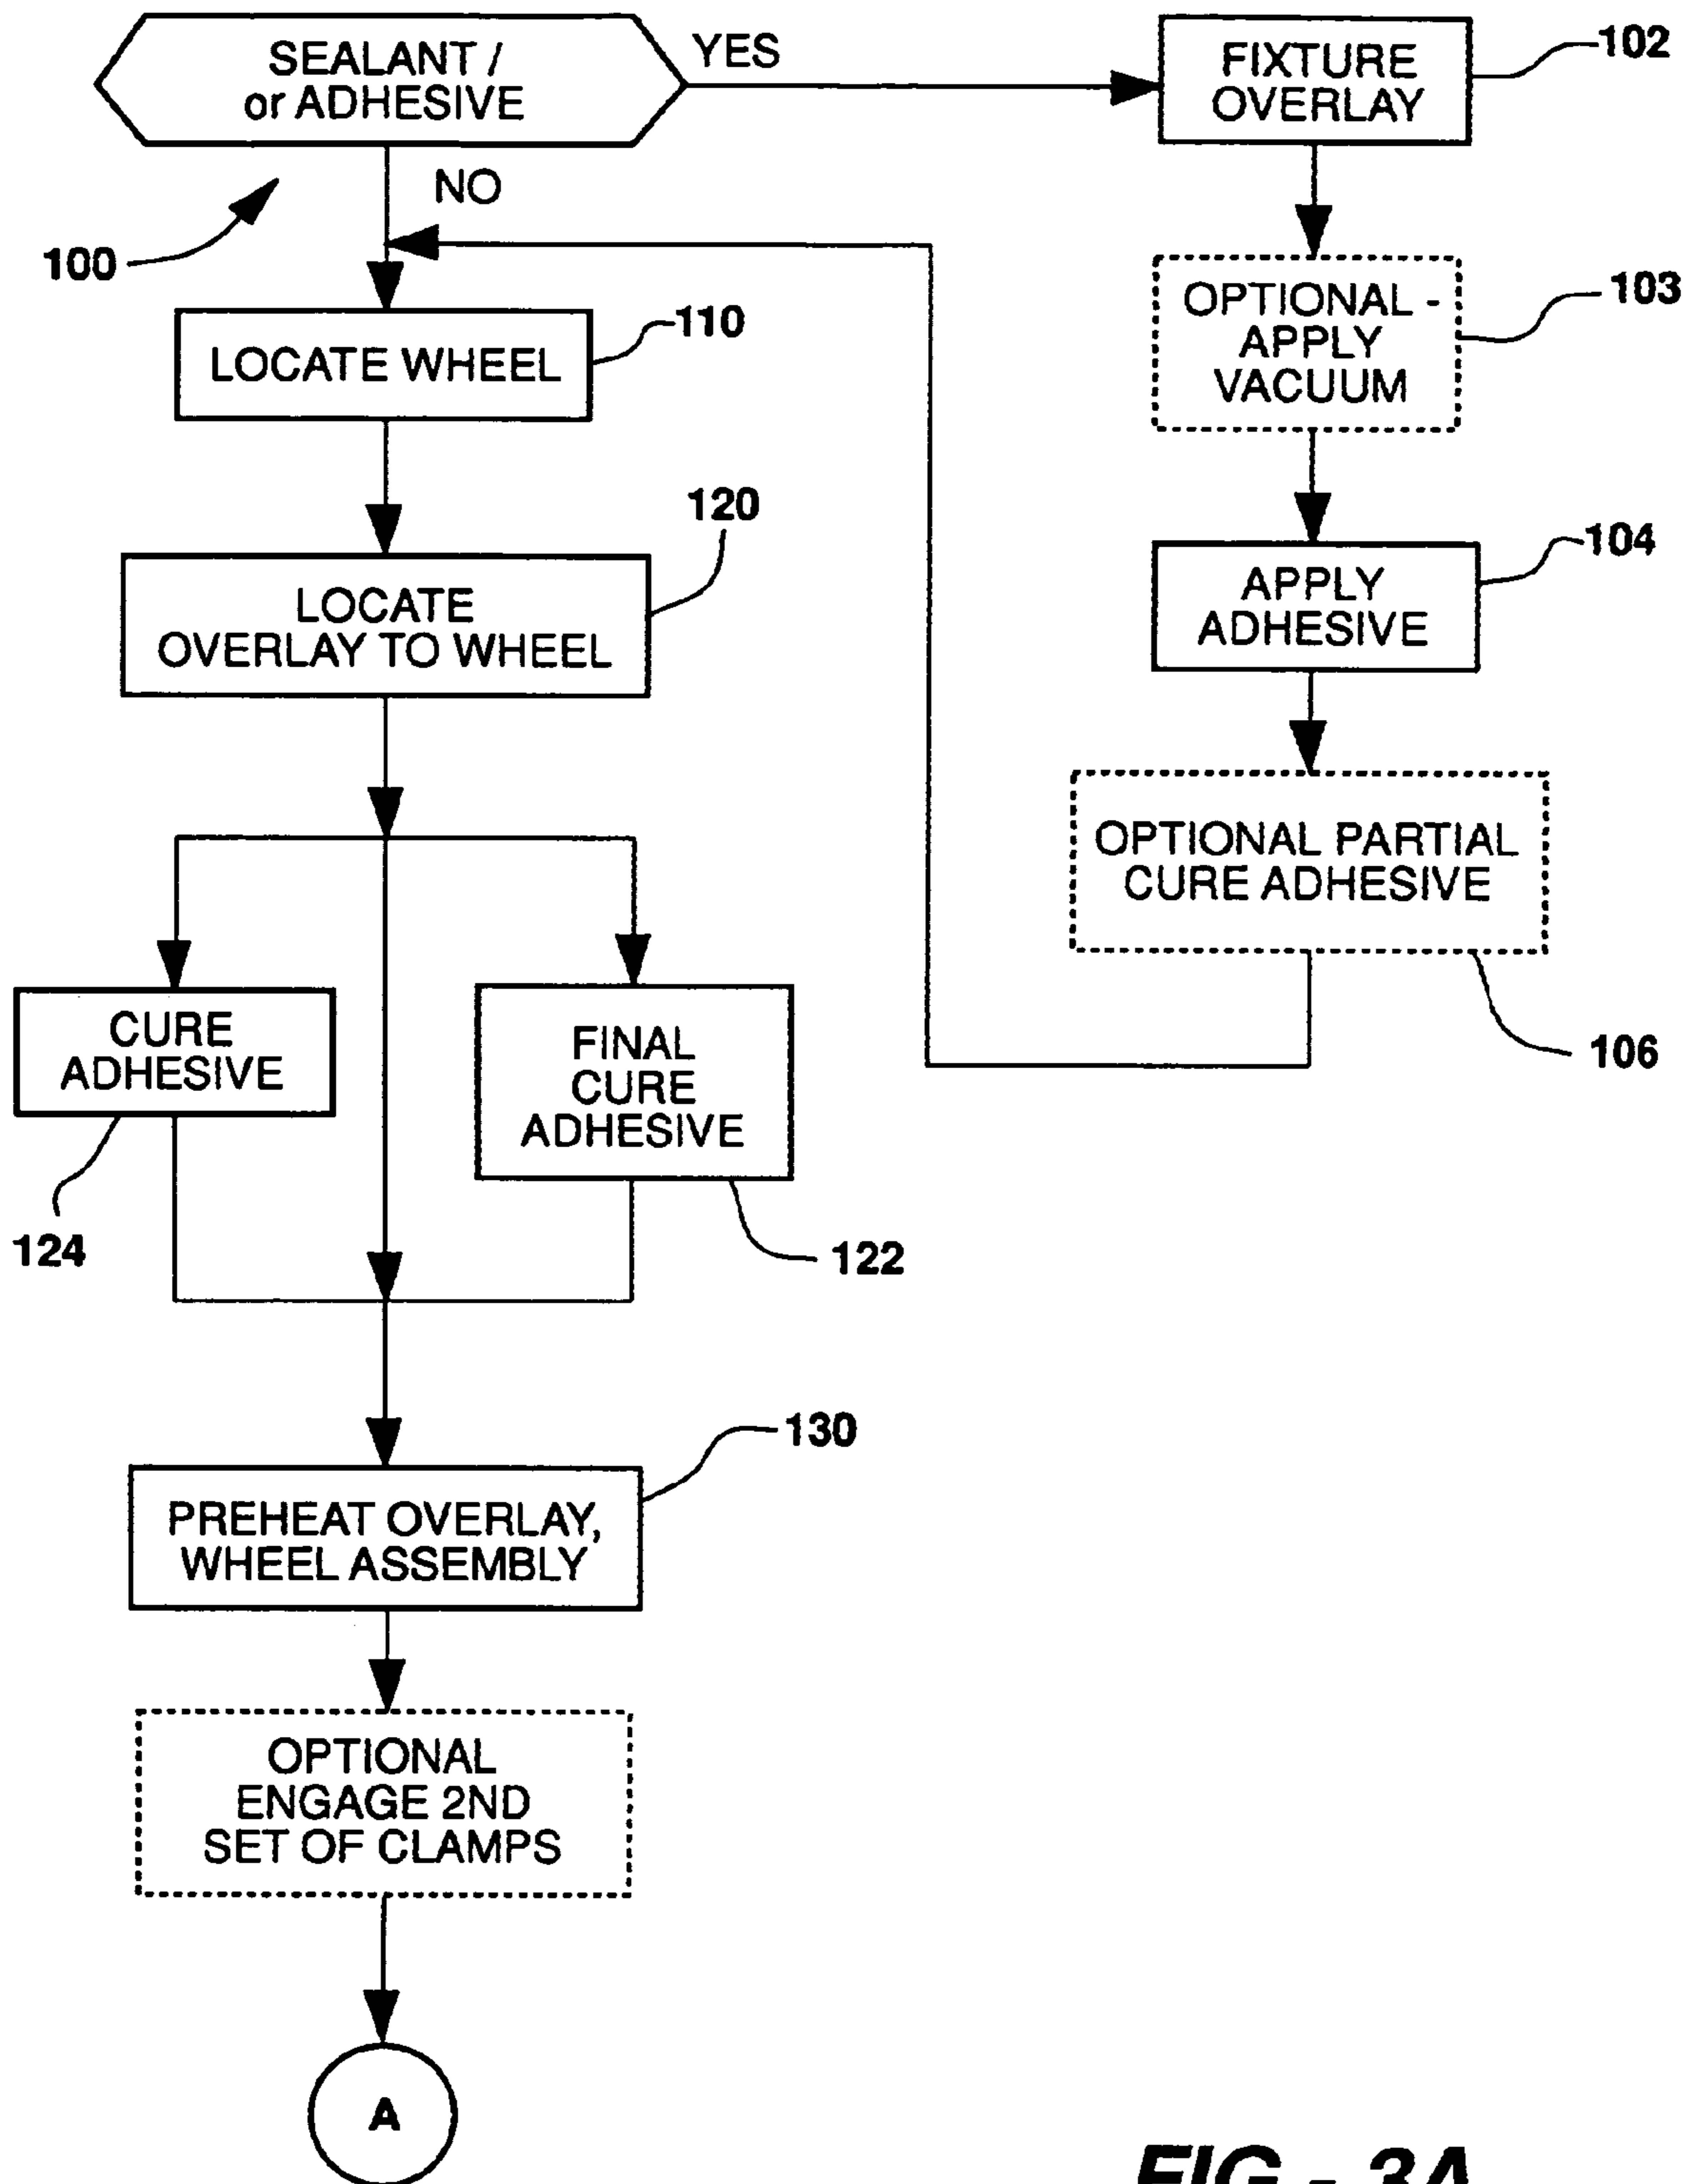 SEALANT /
or ADHESIVE
YES
FIXTURE
OVERLAY
102
NO
100
OPTIONAL -
APPLY
VACUUM
103
LOCATE WHEEL
110
APPLY
ADHESIVE
104
LOCATE
OVERLAY TO WHEEL
120
OPTIONAL PARTIAL
CURE ADHESIVE
106
CURE
ADHESIVE
124
FINAL
CURE
ADHESIVE
122
PREHEAT OVERLAY,
WHEEL ASSEMBLY
130
OPTIONAL
ENGAGE 2ND
SET OF CLAMPS
A
FIG - 3A